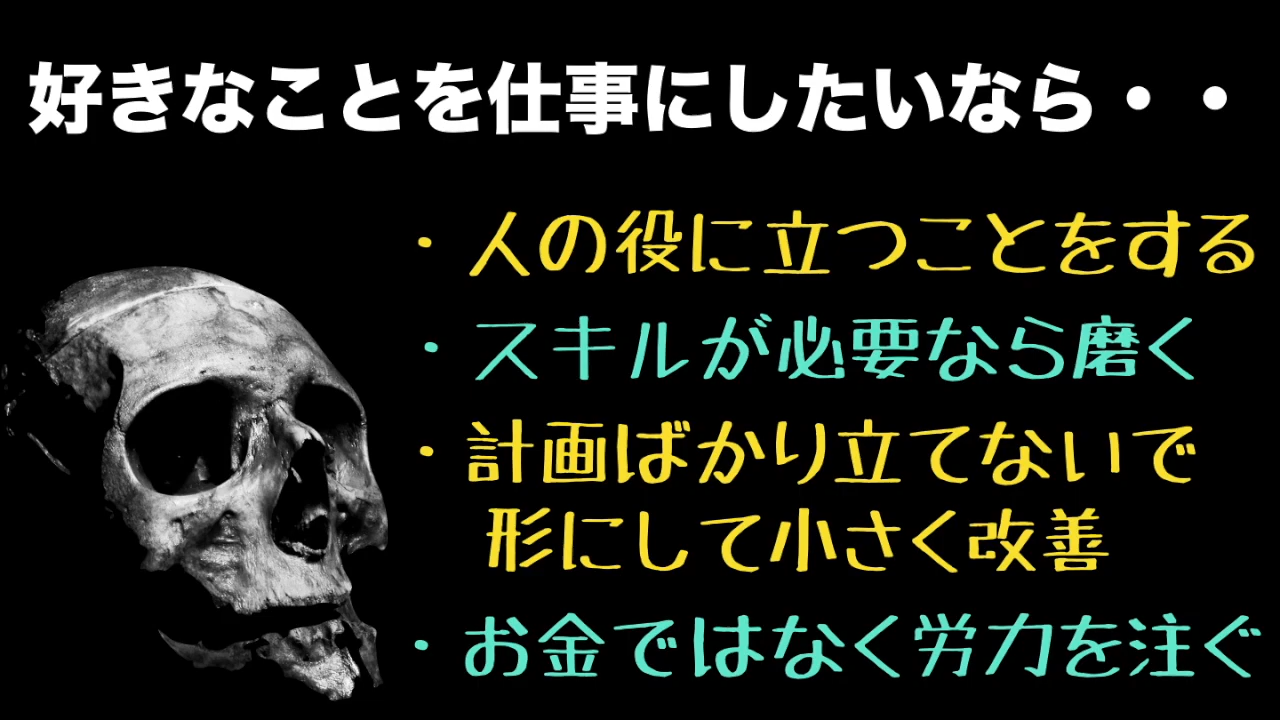 好きなことを仕事にしたいなら・・
・人の役に立つことをする
・スキルが必要なら磨く
・計画ばかり立てないで
形にして小さく改善
・お金ではなく労力を注ぐ